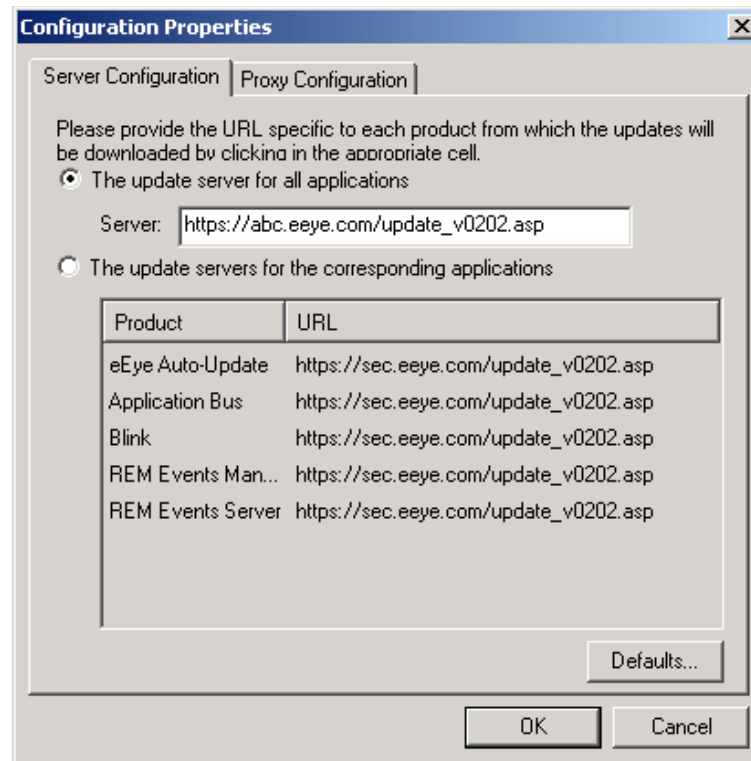 Configuration Properties
Server Configuration
Proxy Configuration
Please provide the URL specific to each product from which the updates will
be downloaded by clicking in the appropriate cell.
The update server for all applications
Server: https://abc.eeye.com/update_v0202.asp
The update servers for the corresponding applications
Product URL
eEye Auto-Update https://sec.eeye.com/update_v0202.asp
Application Bus https://sec.eeye.com/update_v0202.asp
Blink https://sec.eeye.com/update_v0202.asp
REM Events Man... https://sec.eeye.com/update_v0202.asp
REM Events Server https://sec.eeye.com/update_v0202.asp
Defaults...
OK Cancel